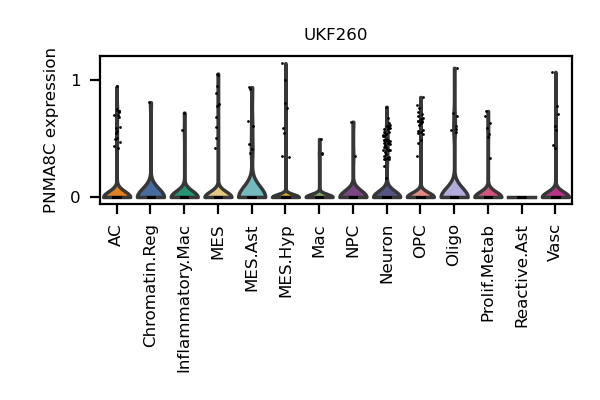 UKF260
PNMA8C expression
1
0
AC
Chromatin.Reg
Inflammatory.Mac
MES
MES.Ast
MES.Hyp
Mac
NPC
Neuron
OPC
Oligo
Prolif.Metab
Reactive.Ast
Vasc